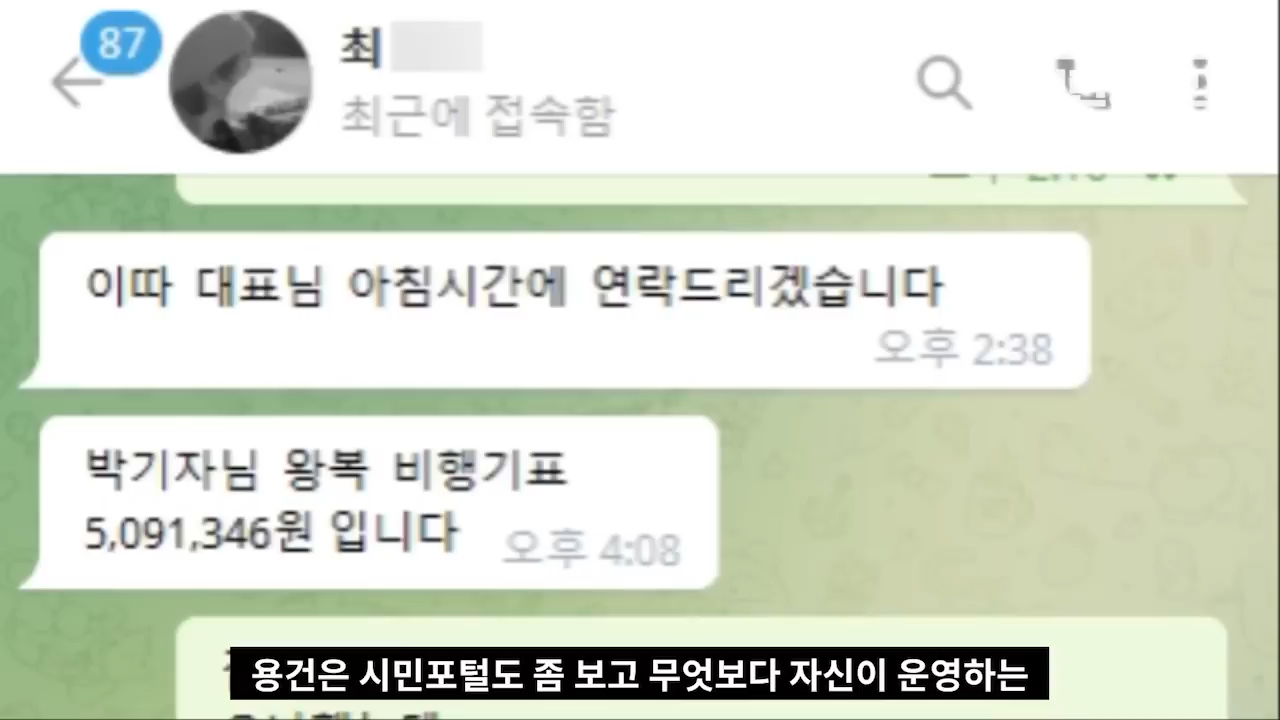 87
최
최근에 접속함
이따 대표님 아침시간에 연락드리겠습니다
오후 2:38
박기자님 왕복 비행기표
5,091,346원 입니다
오후 4:08
용건은 시민포털도 좀 보고 무엇보다 자신이 운영하는